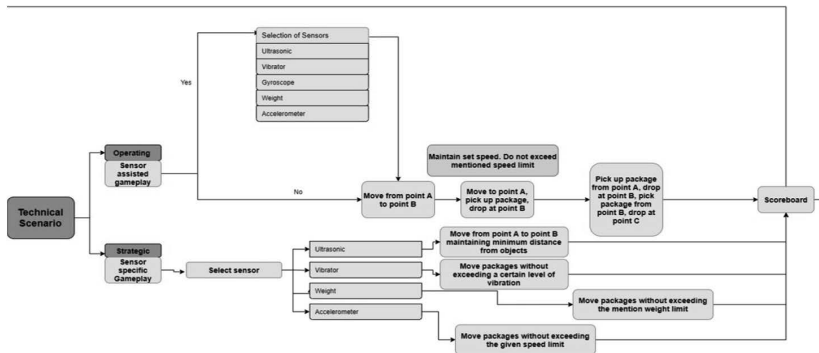 Selection of Sensors
Ultrasonic
Vibrator
Gyroscope
Weight
Accelerometer
Yes
Operating
Sensor
assisted
gameplay
No
Maintain set speed. Do not exceed
mentioned speed limit
Move from point A
to point B
Move to point A,
pick up package,
drop at point B
Pick up package
from point A, drop
at point B, pick
package from
point B, drop at
point C
Scoreboard
Technical
Scenario
Strategic
Sensor
specific
Gameplay
Select sensor
Ultrasonic
Vibrator
Weight
Accelerometer
Move from point A to point B
maintaining minimum distance
from objects
Move packages without
exceeding a certain level of
vibration
Move packages without exceeding
the mention weight limit
Move packages without exceeding
the given speed limit